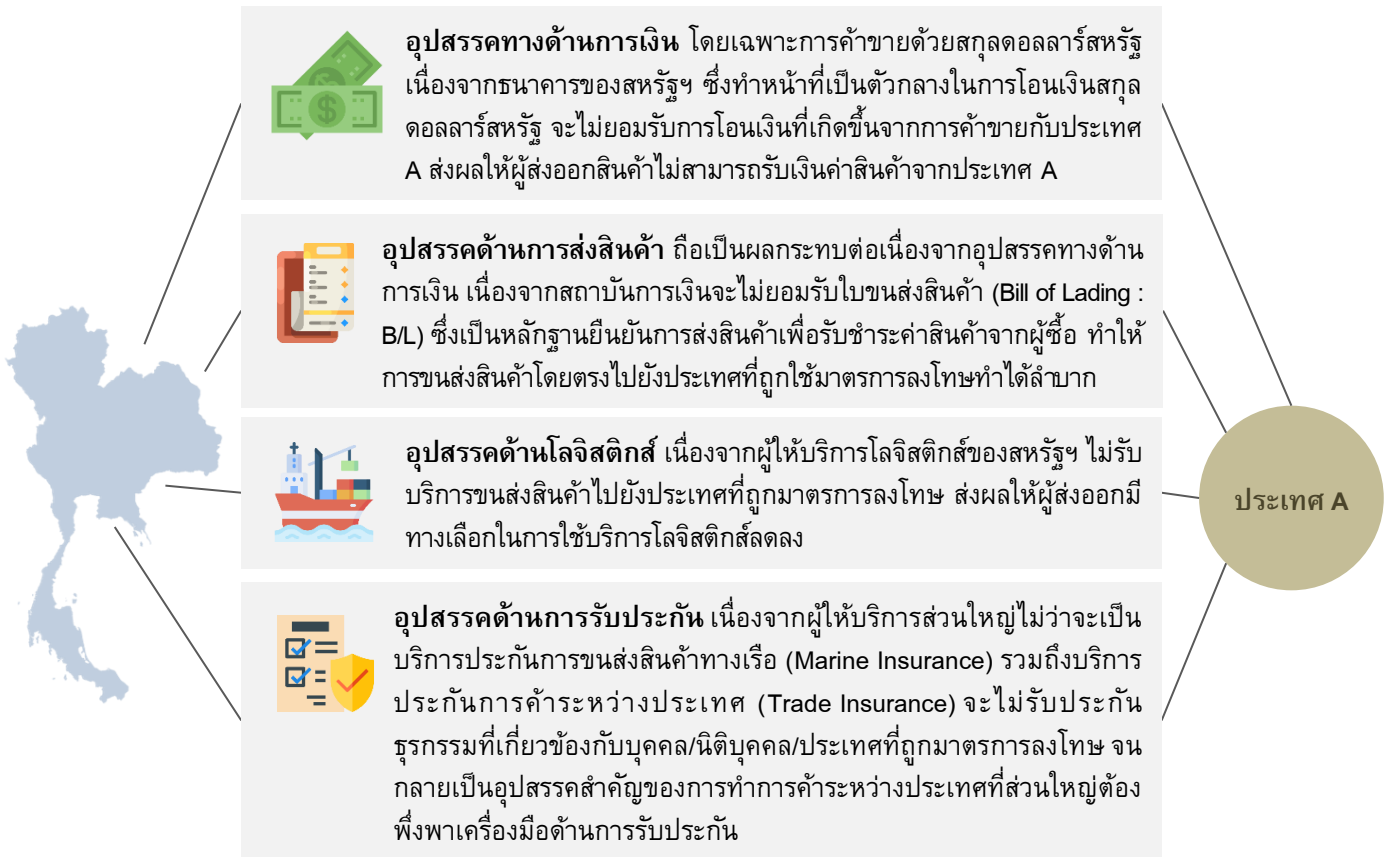 อุปสรรคทางด้านการเงิน โดยเฉพาะการค้าขายด้วยสกุลดอลลาร์สหรัฐ
เนื่องจากธนาคารของสหรัฐฯ ซึ่งทำหน้าที่เป็นตัวกลางในการโอนเงินสกุล
ดอลลาร์สหรัฐ จะไม่ยอมรับการโอนเงินที่เกิดขึ้นจากการค้าขายกับประเทศ
A ส่งผลให้ผู้ส่งออกสินค้าไม่สามารถรับเงินค่าสินค้าจากประเทศ A
อุปสรรคด้านการส่งสินค้า ถือเป็นผลกระทบต่อเนื่องจากอุปสรรคทางด้าน
การเงิน เนื่องจากสถาบันการเงินจะไม่ยอมรับใบขนส่งสินค้า (Bill of Lading :
B/L) ซึ่งเป็นหลักฐานยืนยันการส่งสินค้าเพื่อรับชำระค่าสินค้าจากผู้ซื้อ ทำให้
การขนส่งสินค้าโดยตรงไปยังประเทศที่ถูกใช้มาตรการลงโทษทำได้ลำบาก
อุปสรรคด้านโลจิสติกส์ เนื่องจากผู้ให้บริการโลจิสติกส์ของสหรัฐฯ ไม่รับ
บริการขนส่งสินค้าไปยังประเทศที่ถูกมาตรการลงโทษ ส่งผลให้ผู้ส่งออกมี
ทางเลือกในการใช้บริการโลจิสติกส์ลดลง
ประเทศ A
อุปสรรคด้านการรับประกัน เนื่องจากผู้ให้บริการส่วนใหญ่ไม่ว่าจะเป็น
บริการประกันการขนส่งสินค้าทางเรือ (Marine Insurance) รวมถึงบริการ
ประกันการค้าระหว่างประเทศ (Trade Insurance) จะไม่รับประกัน
ธุรกรรมที่เกี่ยวข้องกับบุคคล/นิติบุคคล/ประเทศที่ถูกมาตรการลงโทษ จน
กลายเป็นอุปสรรคสำคัญของการทำการค้าระหว่างประเทศที่ส่วนใหญ่ต้อง
พึ่งพาเครื่องมือด้านการรับประกัน